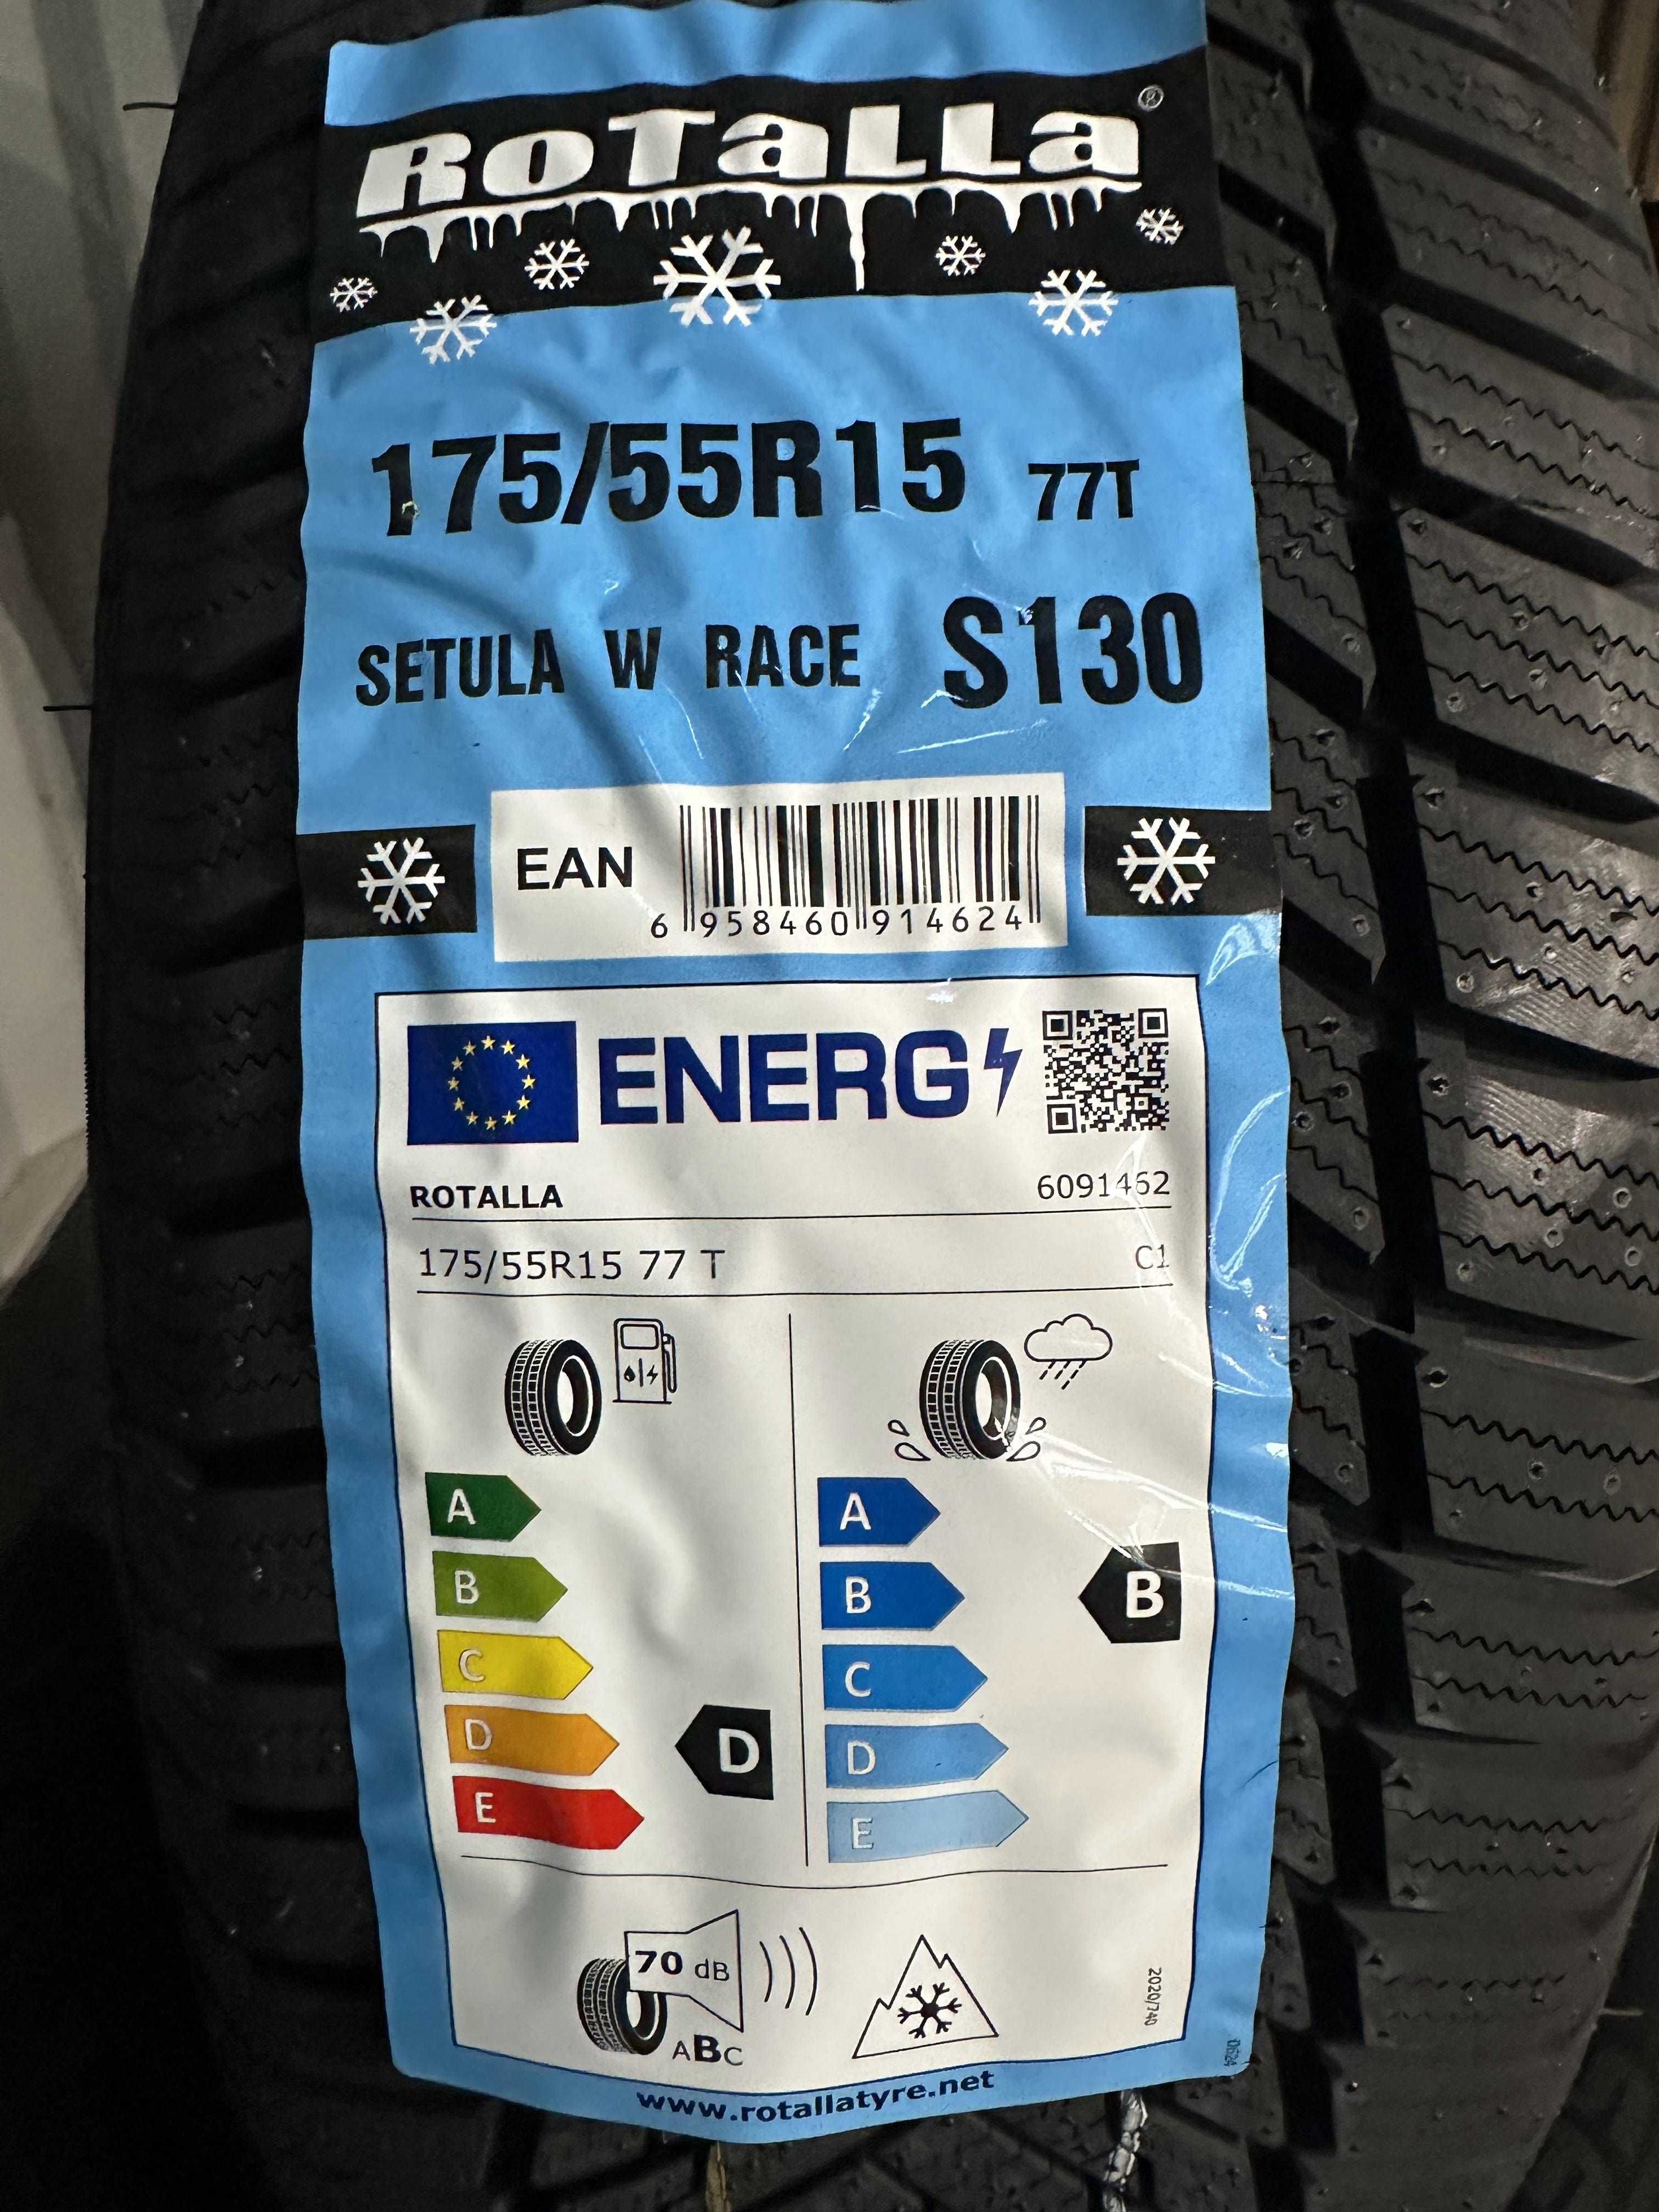 RoTaLLa®
175/55R15 77T
SETULA W RACE S130
EAN
6 958460 914624
ENERG
ROTALLA 6091462
175/55R15 77 T C1
A A
B B B
C C
D D D
E E
70 dB
ABC
2020/740
www.rotallatyre.net